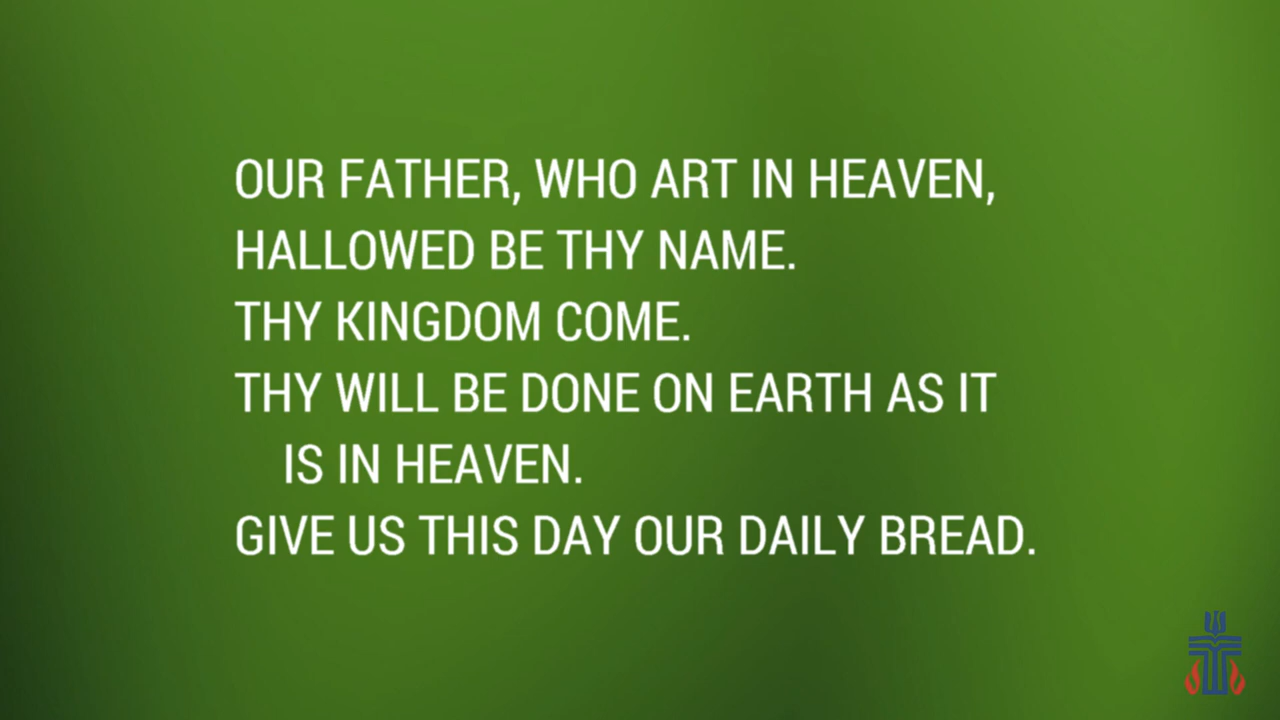 OUR FATHER, WHO ART IN HEAVEN,
HALLOWED BE THY NAME.
THY KINGDOM COME.
THY WILL BE DONE ON EARTH AS IT
IS IN HEAVEN.
GIVE US THIS DAY OUR DAILY BREAD.